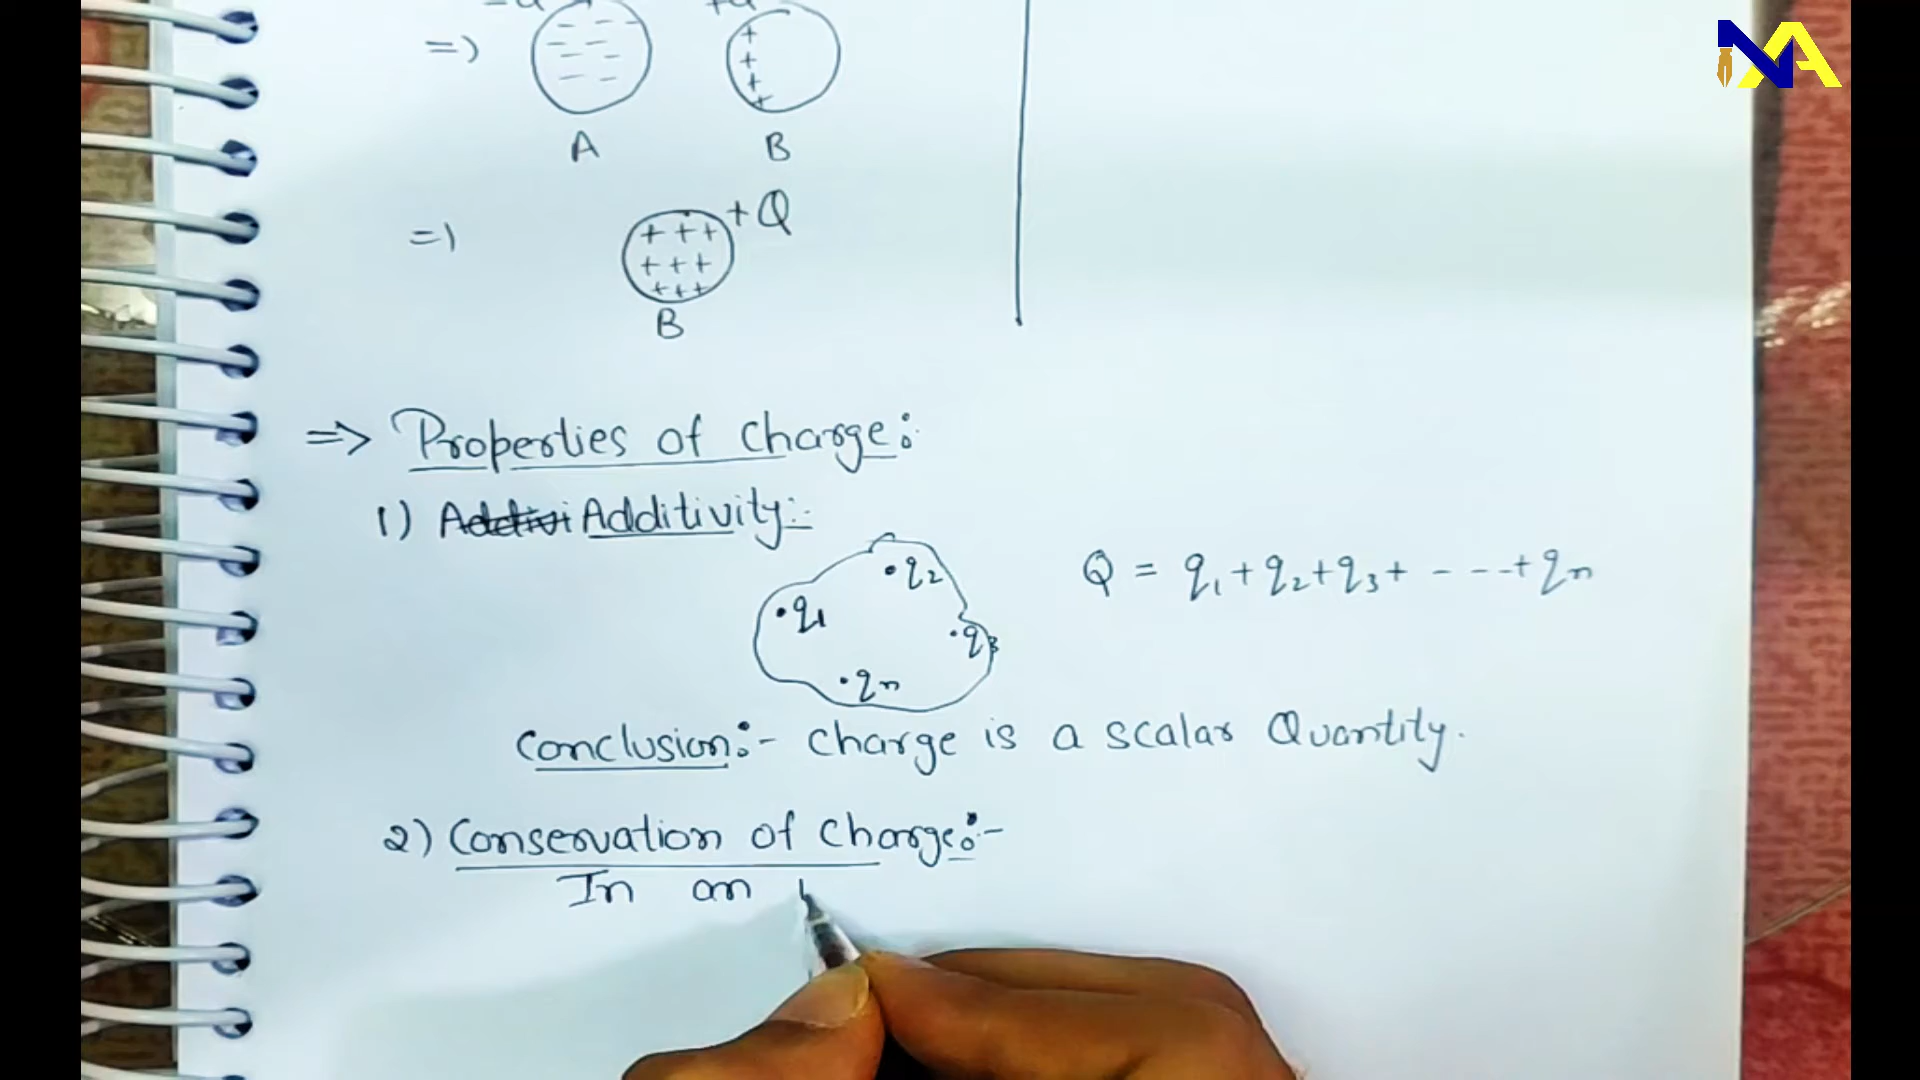 => - - - - - - - - - + + + +
A B
=> + + + + + + + + + +Q
B
=> Properties of charge:
1) Additivity:-
•q1 •q2 •q3 •qn
Q = q1+q2+q3+ - - -+ qn
Conclusion:- charge is a scalar Quantity.
2) Conservation of charge:-
In an
NA